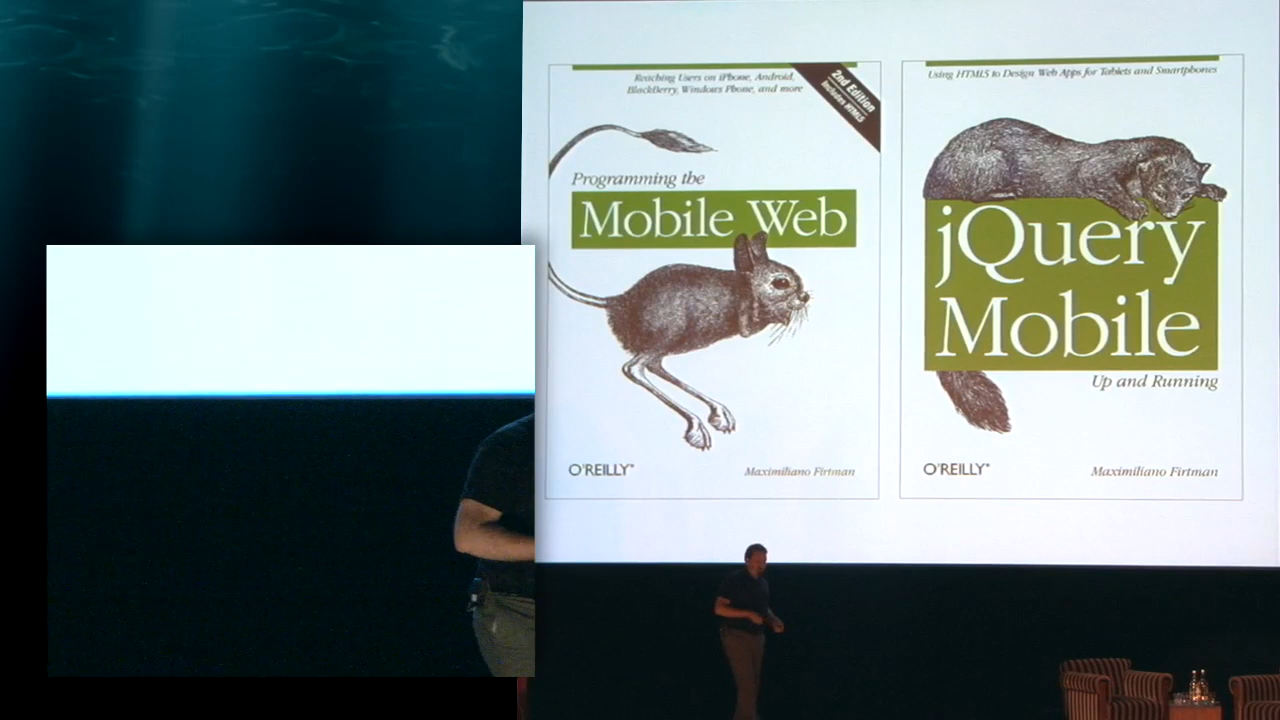 Reaching Users on iPhone, Android,
BlackBerry, Windows Phone, and more
2nd Edition
Includes HTML5
Programming the
Mobile Web
O'REILLY®
Maximiliano Firtman
Using HTML5 to Design Web Apps for Tablets and Smartphones
jQuery
Mobile
Up and Running
O'REILLY®
Maximiliano Firtman